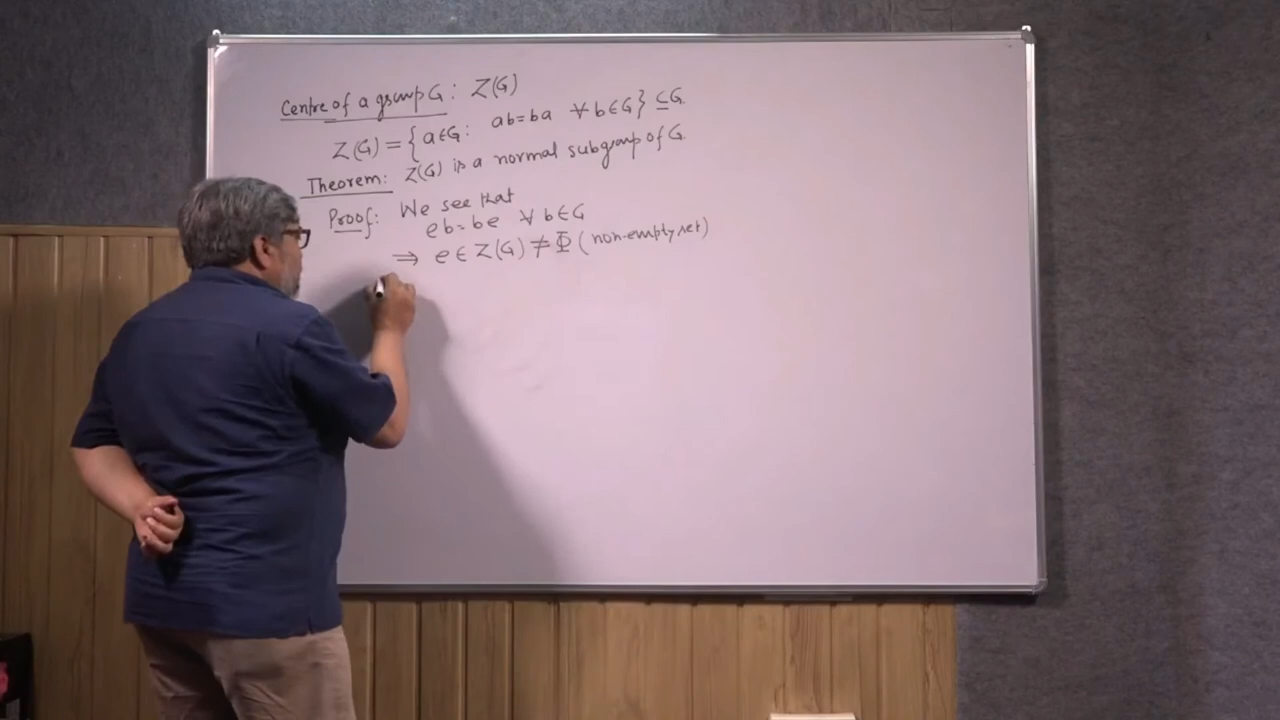 Centre of a group G: Z(G)
Z(G) = { a∈G: ab=ba ∀ b∈G } ⊆G
Theorem: Z(G) is a normal subgroup of G.
Proof: We see that
eb=be ∀ b∈G
⇒ e∈Z(G) ≠ Φ (non-empty set)